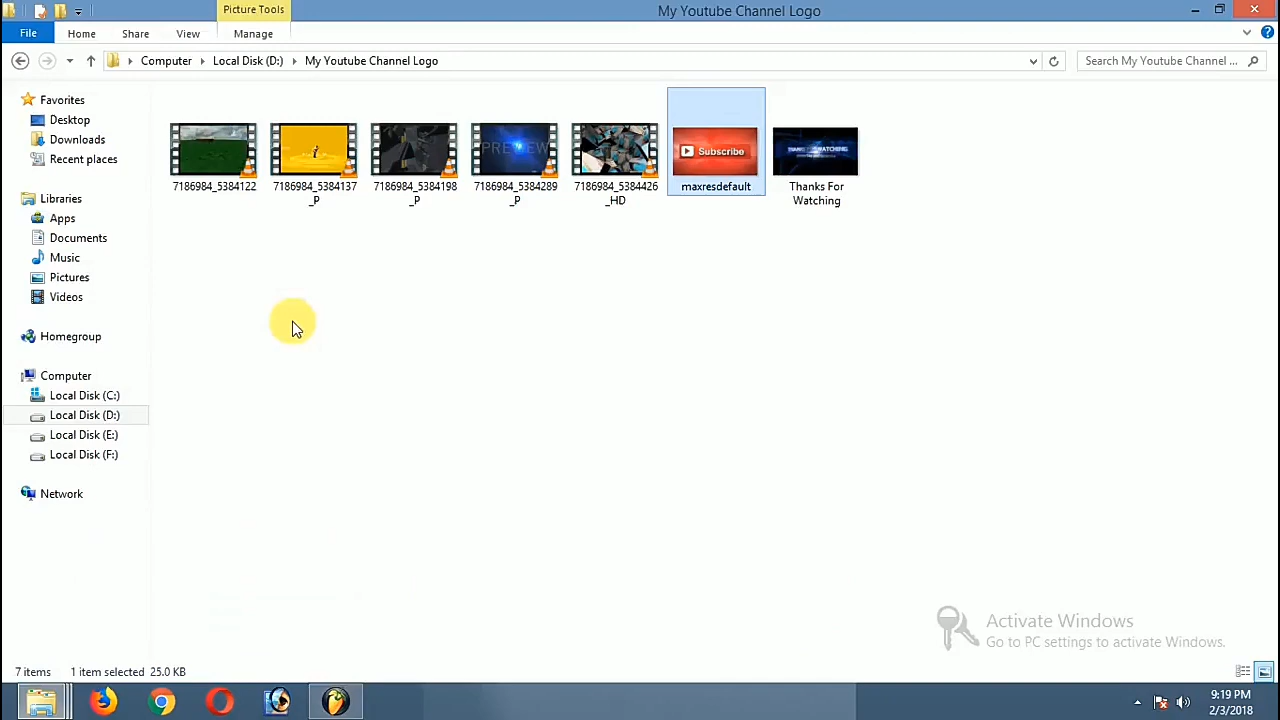 Picture Tools
My Youtube Channel Logo
File
Home
Share
View
Manage
Computer
Local Disk (D:)
My Youtube Channel Logo
Search My Youtube Channel ...
Favorites
Desktop
Downloads
Recent places
Libraries
Apps
Documents
Music
Pictures
Videos
Homegroup
Computer
Local Disk (C:)
Local Disk (D:)
Local Disk (E:)
Local Disk (F:)
Network
PREVIEW
Subscribe
THANKS FOR WATCHING
7186984_5384122
7186984_5384137
_P
7186984_5384198
_P
7186984_5384289
_P
7186984_5384426
_HD
maxresdefault
Thanks For
Watching
Activate Windows
Go to PC settings to activate Windows.
7 items
1 item selected 25.0 KB
9:19 PM
2/3/2018